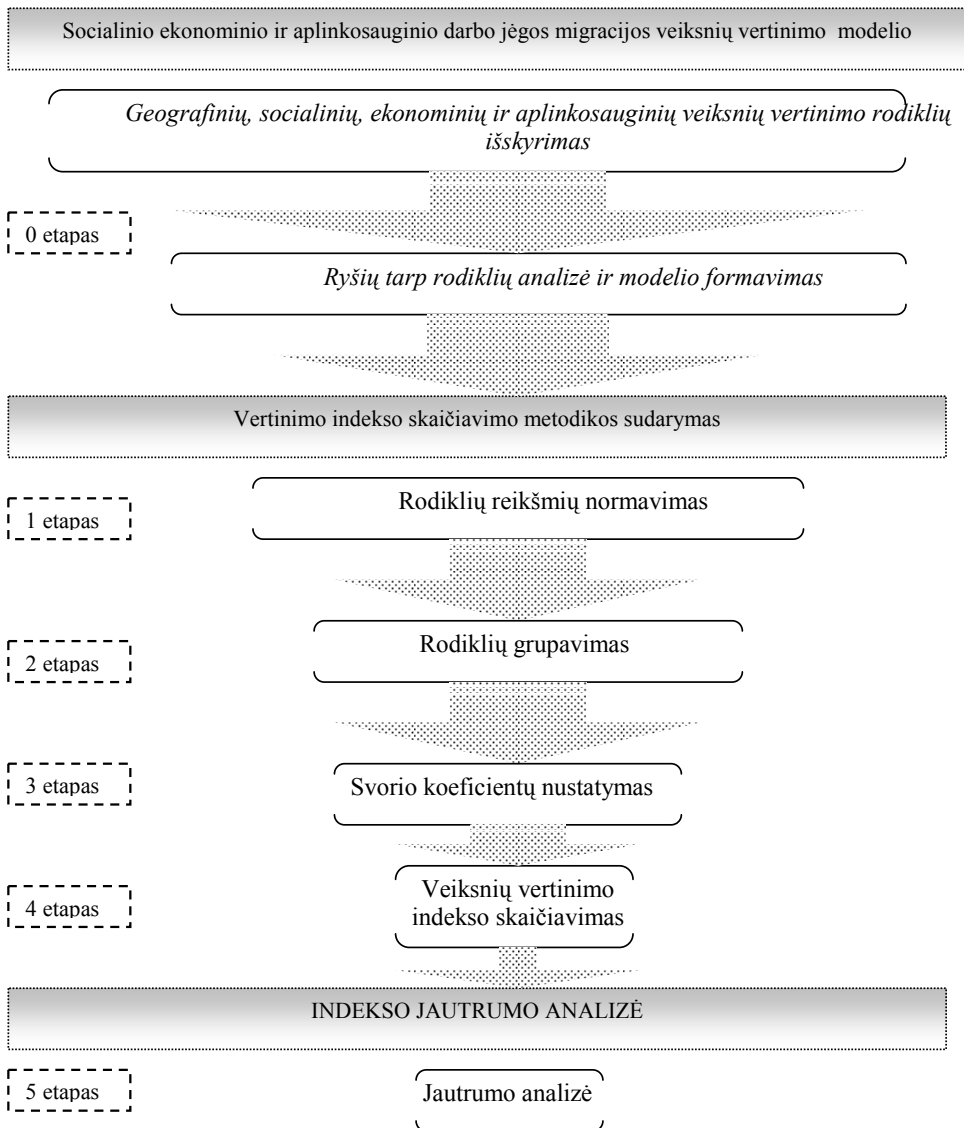 Socialinio ekonominio ir aplinkosauginio darbo jėgos migracijos veiksnių vertinimo modelio
Geografinių, socialinių, ekonominių ir aplinkosauginių veiksnių vertinimo rodiklių
išskyrimas
0 etapas
Ryšių tarp rodiklių analizė ir modelio formavimas
Vertinimo indekso skaičiavimo metodikos sudarymas
1 etapas
Rodiklių reikšmių normavimas
2 etapas
Rodiklių grupavimas
3 etapas
Svorio koeficientų nustatymas
4 etapas
Veiksnių vertinimo
indekso skaičiavimas
INDEKSO JAUTRUMO ANALIZĖ
5 etapas
Jautrumo analizė